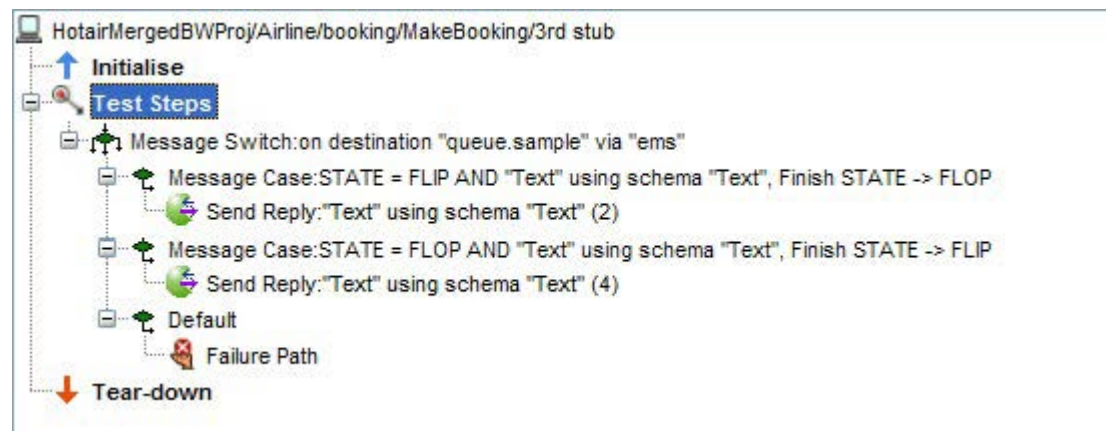 HotairMergedBWProj/Airline/booking/MakeBooking/3rd stub
Initialise
Test Steps
Message Switch:on destination "queue.sample" via "ems"
Message Case:STATE = FLIP AND "Text" using schema "Text", Finish STATE -> FLOP
Send Reply:"Text" using schema "Text" (2)
Message Case:STATE = FLOP AND "Text" using schema "Text", Finish STATE -> FLIP
Send Reply:"Text" using schema "Text" (4)
Default
Failure Path
Tear-down